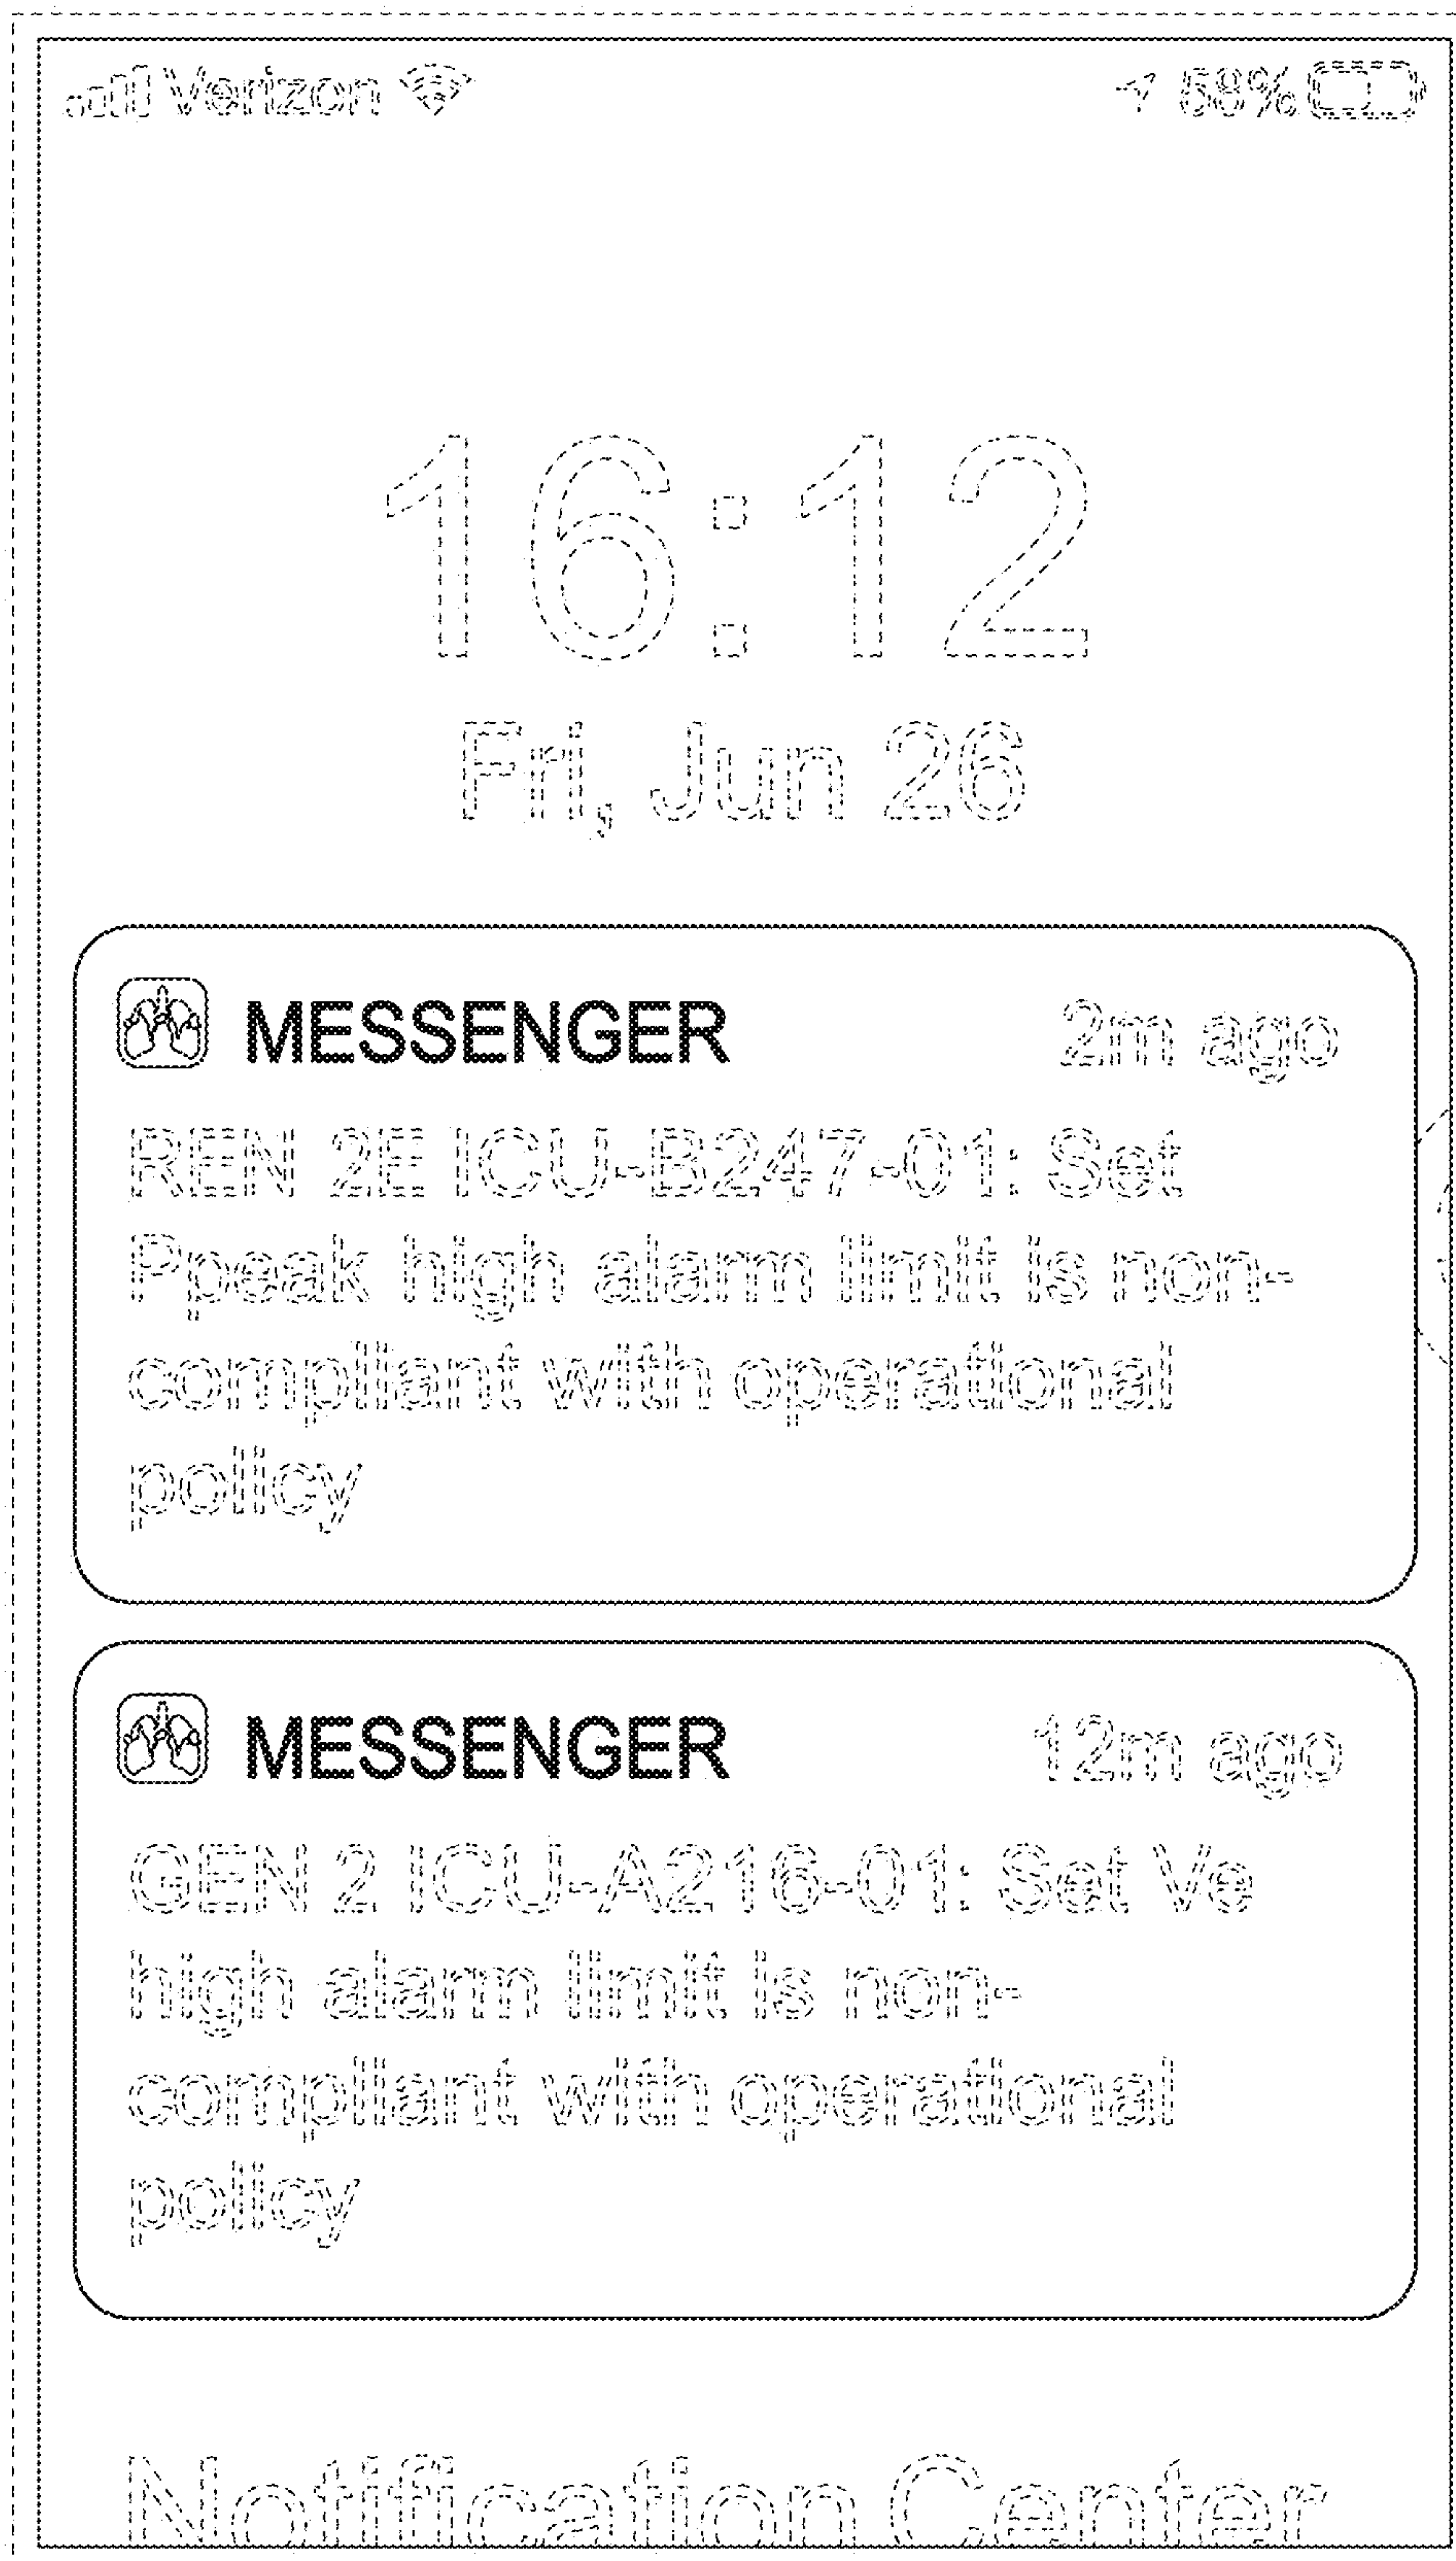 Verizon 58%
16:12
Fri, Jun 26
MESSENGER 2m ago
REN 2E ICU-B247-01: Set
Ppeak high alarm limit is non-
compliant with operational
policy
MESSENGER 12m ago
GEN 2 ICU-A216-01: Set Ve
high alarm limit is non-
compliant with operational
policy
Notification Center